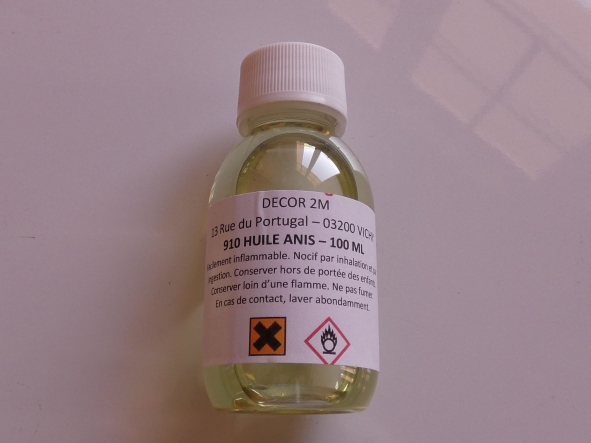 DECOR 2M
13 Rue du Portugal – 03200 VICHY
910 HUILE ANIS – 100 ML
Facilement inflammable. Nocif par inhalation et
ingestion. Conserver hors de portée des enfants
Conserver loin d'une flamme. Ne pas fumer.
En cas de contact, laver abondamment.